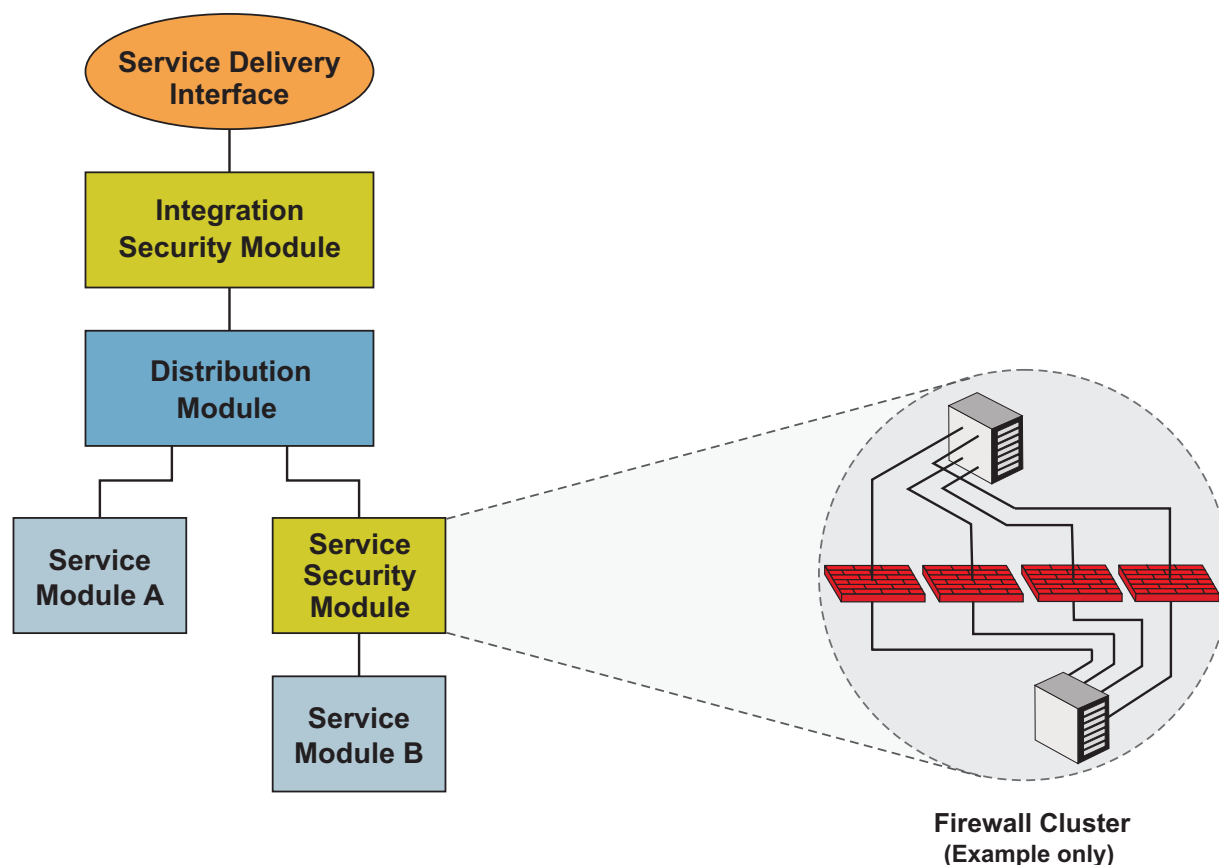 Service Delivery
Interface
Integration
Security Module
Distribution
Module
Service
Module A
Service
Security
Module
Service
Module B
Firewall Cluster
(Example only)